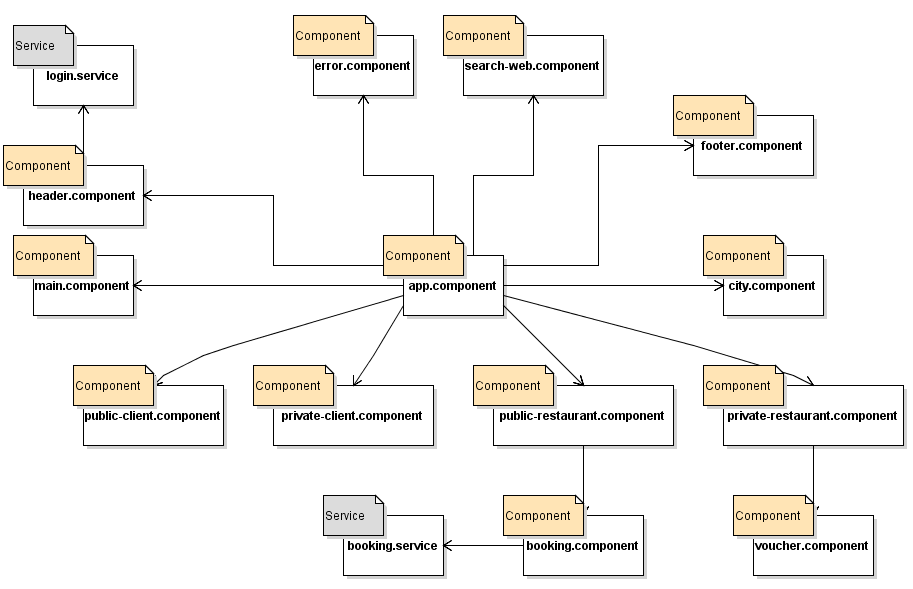 Component
error.component
Component
search-web.component
Service
login.service
Component
footer.component
Component
header.component
Component
main.component
Component
app.component
Component
city.component
Component
public-client.component
Component
private-client.component
Component
public-restaurant.component
Component
private-restaurant.component
Service
booking.service
Component
booking.component
Component
voucher.component